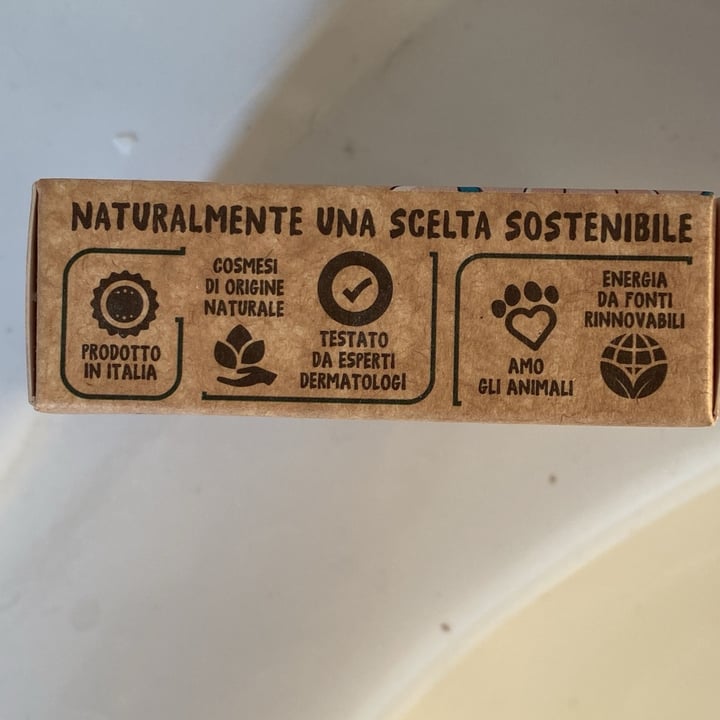 NATURALMENTE UNA SCELTA SOSTENIBILE
PRODOTTO
IN ITALIA
COSMESI
DI ORIGINE
NATURALE
TESTATO
DA ESPERTI
DERMATOLOGI
AMO
GLI ANIMALI
ENERGIA
DA FONTI
RINNOVABILI